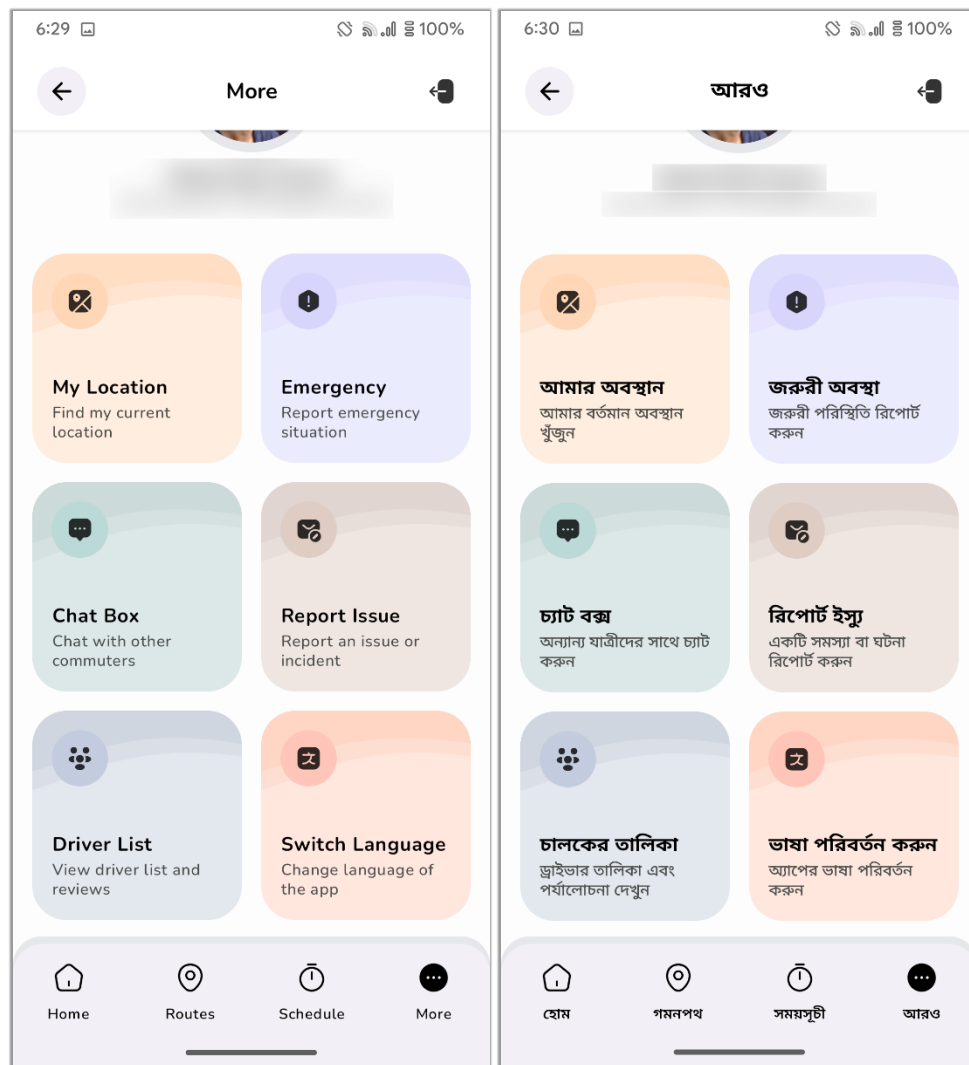 6:29
100%
More
My Location
Find my current
location
Emergency
Report emergency
situation
Chat Box
Chat with other
commuters
Report Issue
Report an issue or
incident
Driver List
View driver list and
reviews
Switch Language
Change language of
the app
Home
Routes
Schedule
More
6:30
100%
আরও
আমার অবস্থান
আমার বর্তমান অবস্থান
খুঁজুন
জরুরী অবস্থা
জরুরী পরিস্থিতি রিপোর্ট
করুন
চ্যাট বক্স
অন্যান্য যাত্রীদের সাথে চ্যাট
করুন
রিপোর্ট ইস্যু
একটি সমস্যা বা ঘটনা
রিপোর্ট করুন
চালকের তালিকা
ড্রাইভার তালিকা এবং
পর্যালোচনা দেখুন
ভাষা পরিবর্তন করুন
অ্যাপের ভাষা পরিবর্তন
করুন
হোম
গমনপথ
সময়সূচী
আরও